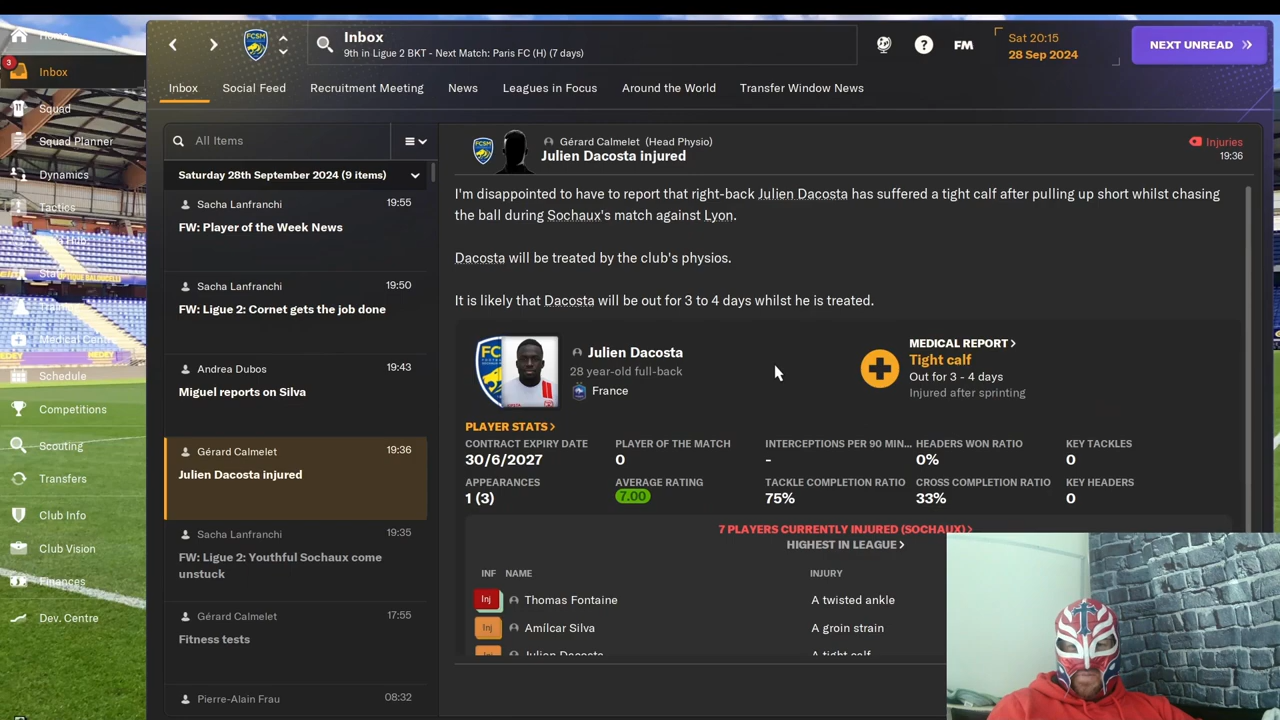 Inbox
9th in Ligue 2 BKT - Next Match: Paris FC (H) (7 days)
FM
Sat 20:15
28 Sep 2024
NEXT UNREAD
3
Inbox
Squad
Squad Planner
Dynamics
Tactics
Schedule
Competitions
Scouting
Transfers
Club Info
Club Vision
Finances
Dev. Centre
Inbox
Social Feed
Recruitment Meeting
News
Leagues in Focus
Around the World
Transfer Window News
All Items
Saturday 28th September 2024 (9 items)
Sacha Lanfranchi 19:55
FW: Player of the Week News
Sacha Lanfranchi 19:50
FW: Ligue 2: Cornet gets the job done
Andrea Dubos 19:43
Miguel reports on Silva
Gérard Calmelet 19:36
Julien Dacosta injured
Sacha Lanfranchi 19:35
FW: Ligue 2: Youthful Sochaux come
unstuck
Gérard Calmelet 17:55
Fitness tests
Pierre-Alain Frau 08:32
Gérard Calmelet (Head Physio)
Julien Dacosta injured
Injuries
19:36
I'm disappointed to have to report that right-back Julien Dacosta has suffered a tight calf after pulling up short whilst chasing
the ball during Sochaux's match against Lyon.
Dacosta will be treated by the club's physios.
It is likely that Dacosta will be out for 3 to 4 days whilst he is treated.
Julien Dacosta
28 year-old full-back
France
MEDICAL REPORT >
Tight calf
Out for 3 - 4 days
Injured after sprinting
PLAYER STATS >
CONTRACT EXPIRY DATE
30/6/2027
PLAYER OF THE MATCH
0
INTERCEPTIONS PER 90 MIN...
-
HEADERS WON RATIO
0%
KEY TACKLES
0
APPEARANCES
1 (3)
AVERAGE RATING
7.00
TACKLE COMPLETION RATIO
75%
CROSS COMPLETION RATIO
33%
KEY HEADERS
0
7 PLAYERS CURRENTLY INJURED (SOCHAUX) >
HIGHEST IN LEAGUE >
INF NAME INJURY
Inj Thomas Fontaine A twisted ankle
Inj Amílcar Silva A groin strain
Inj Julien Dacosta A tight calf